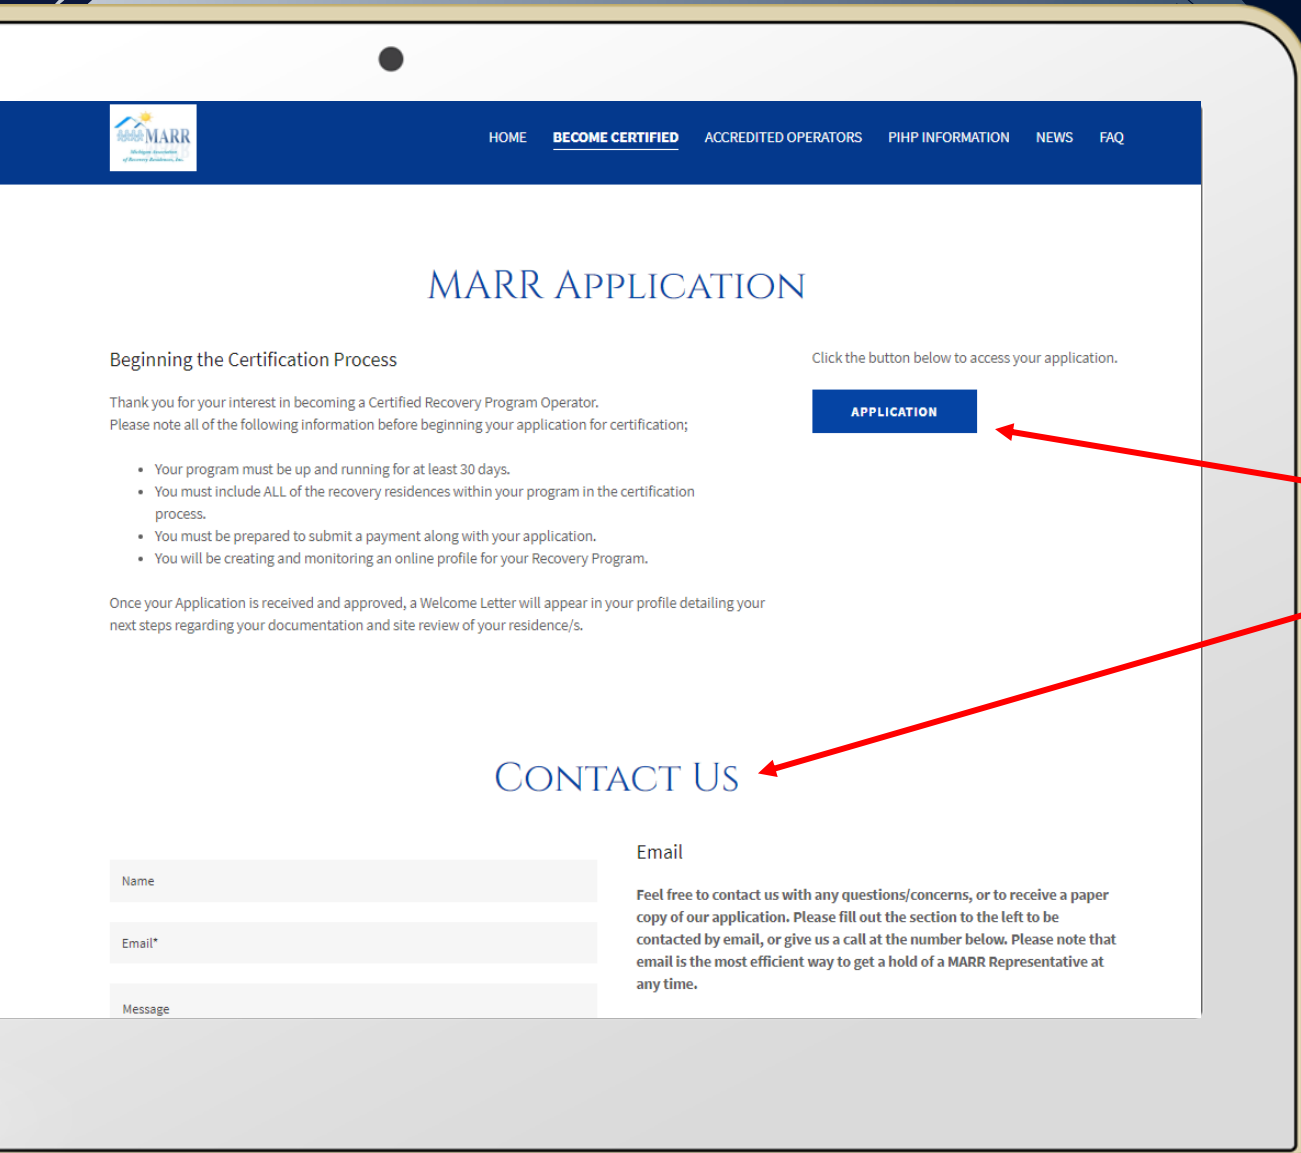 MARR
Michigan Association
of Recovery Residences, Inc.
HOME BECOME CERTIFIED ACCREDITED OPERATORS PIHP INFORMATION NEWS FAQ
MARR APPLICATION
Beginning the Certification Process
Thank you for your interest in becoming a Certified Recovery Program Operator.
Please note all of the following information before beginning your application for certification;
• Your program must be up and running for at least 30 days.
• You must include ALL of the recovery residences within your program in the certification
process.
• You must be prepared to submit a payment along with your application.
• You will be creating and monitoring an online profile for your Recovery Program.
Once your Application is received and approved, a Welcome Letter will appear in your profile detailing your
next steps regarding your documentation and site review of your residence/s.
Click the button below to access your application.
APPLICATION
CONTACT US
Name
Email*
Message
Email
Feel free to contact us with any questions/concerns, or to receive a paper
copy of our application. Please fill out the section to the left to be
contacted by email, or give us a call at the number below. Please note that
email is the most efficient way to get a hold of a MARR Representative at
any time.